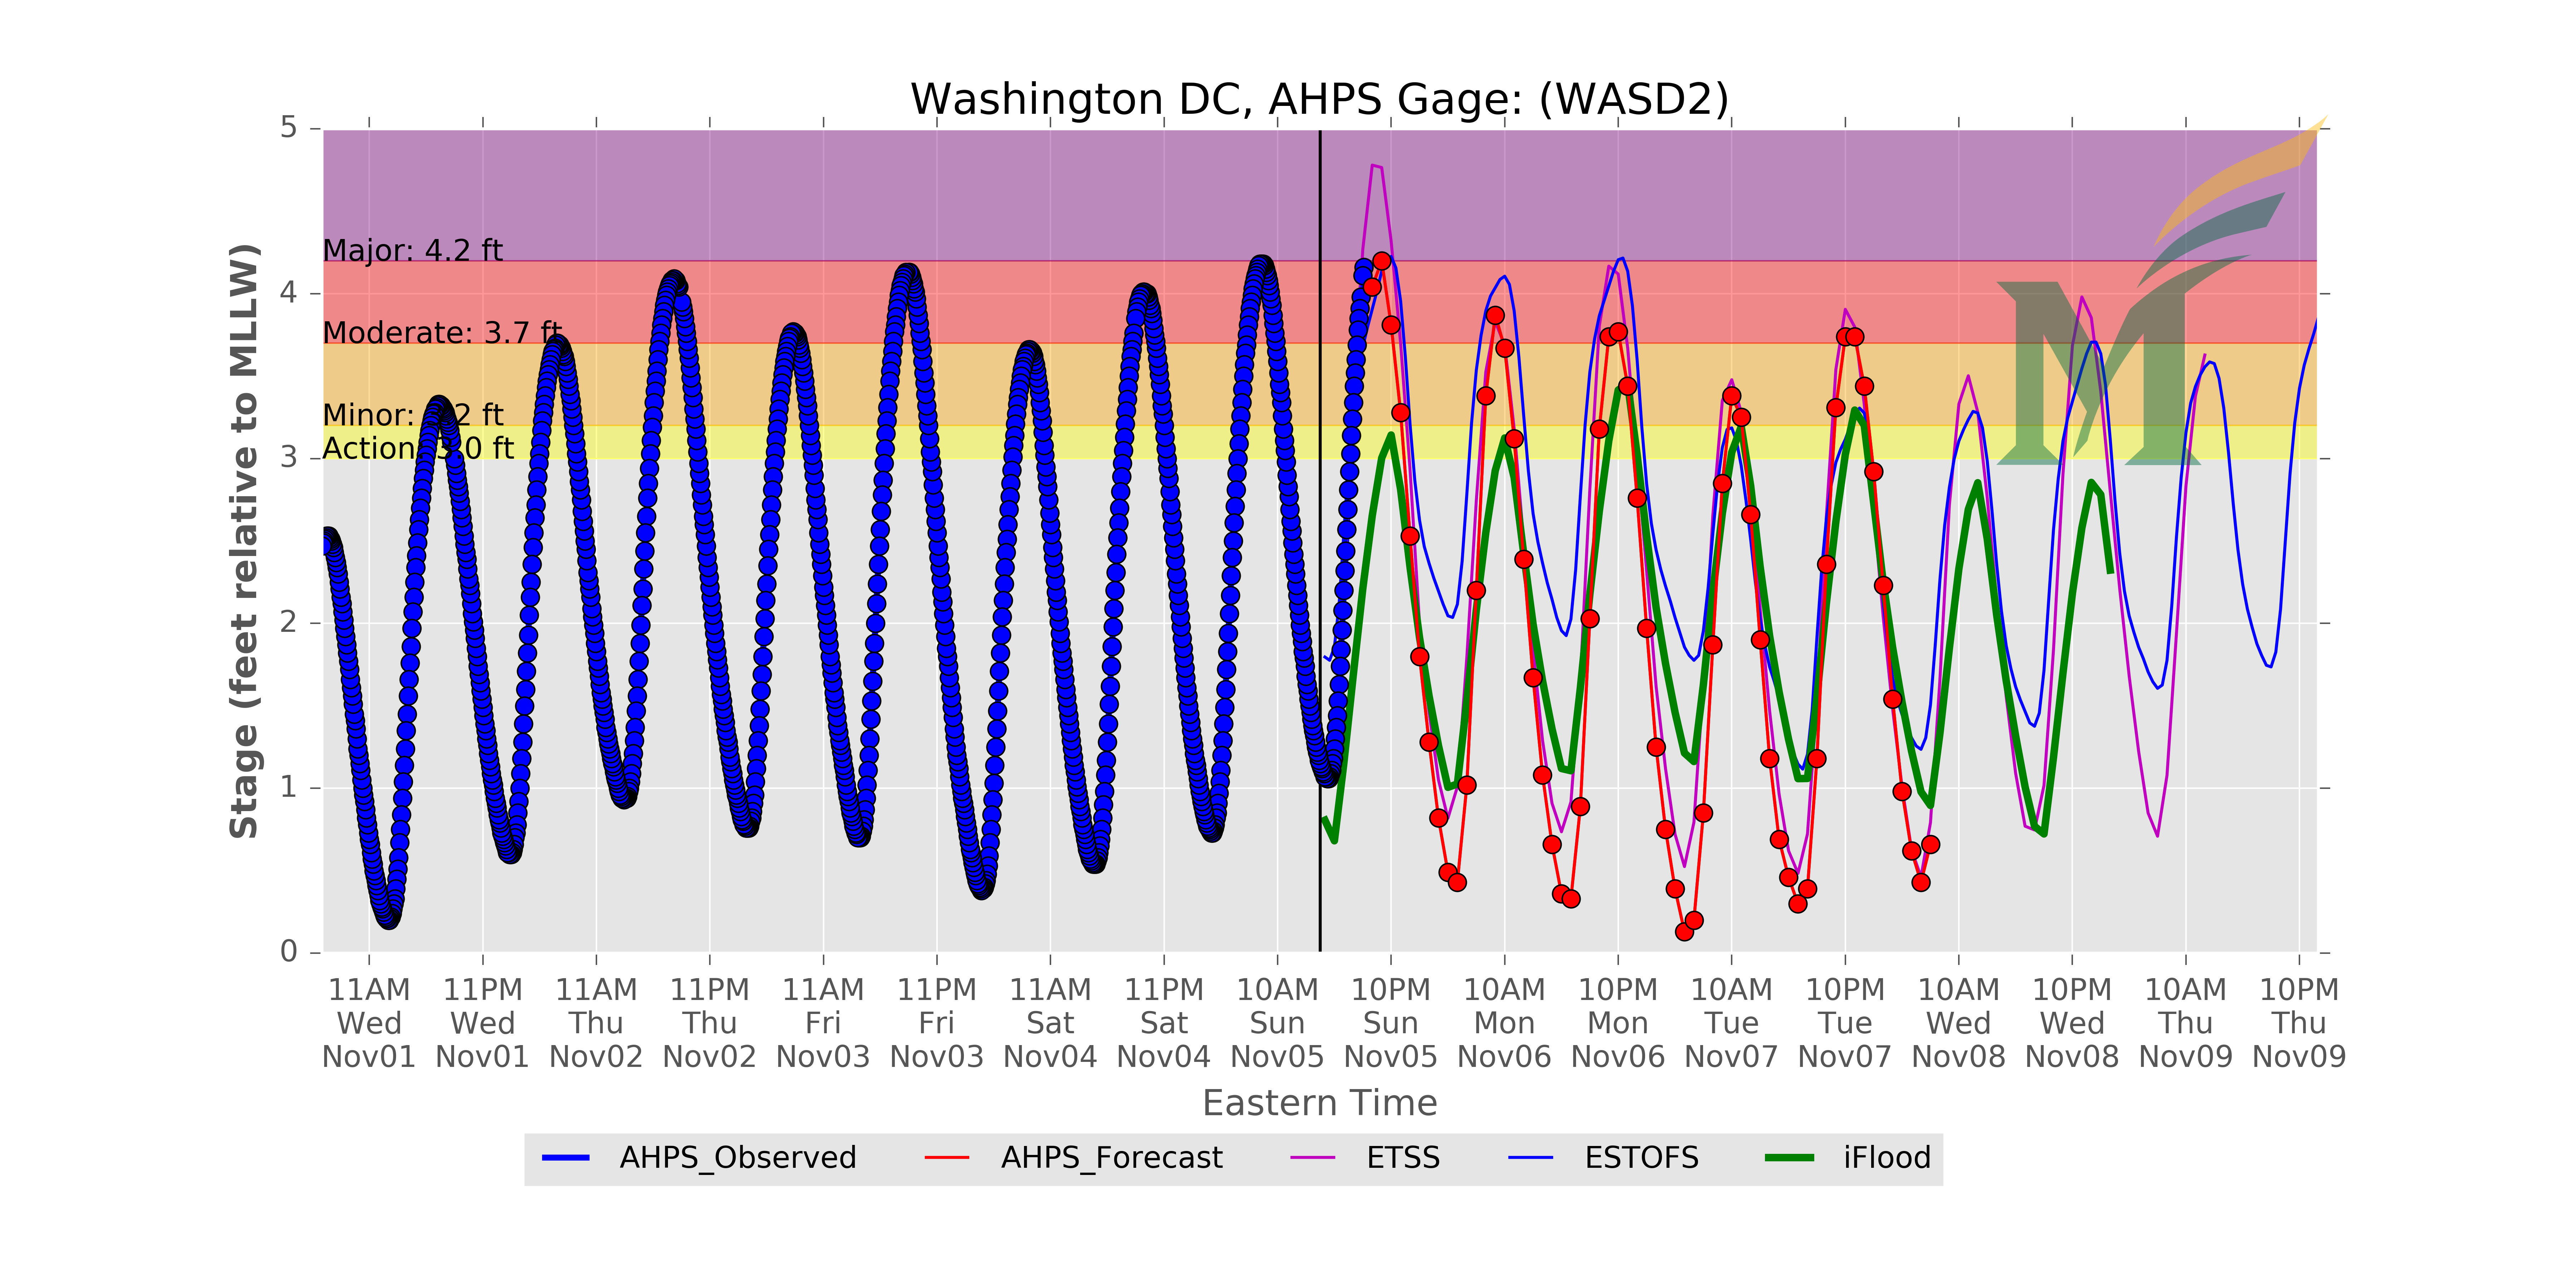 Washington DC, AHPS Gage: (WASD2)
Stage (feet relative to MLLW)
5
4
3
2
1
0
Major: 4.2 ft
Moderate: 3.7 ft
Minor: 3.2 ft
Action: 3.0 ft
11AM 11PM 11AM 11PM 11AM 11PM 11AM 11PM 10AM 10PM 10AM 10PM 10AM 10PM 10AM 10PM 10AM 10PM
Wed Wed Thu Thu Fri Fri Sat Sat Sun Sun Mon Mon Tue Tue Wed Wed Thu Thu
Nov01 Nov01 Nov02 Nov02 Nov03 Nov03 Nov04 Nov04 Nov05 Nov05 Nov06 Nov06 Nov07 Nov07 Nov08 Nov08 Nov09 Nov09
Eastern Time
AHPS_Observed AHPS_Forecast ETSS ESTOFS iFlood